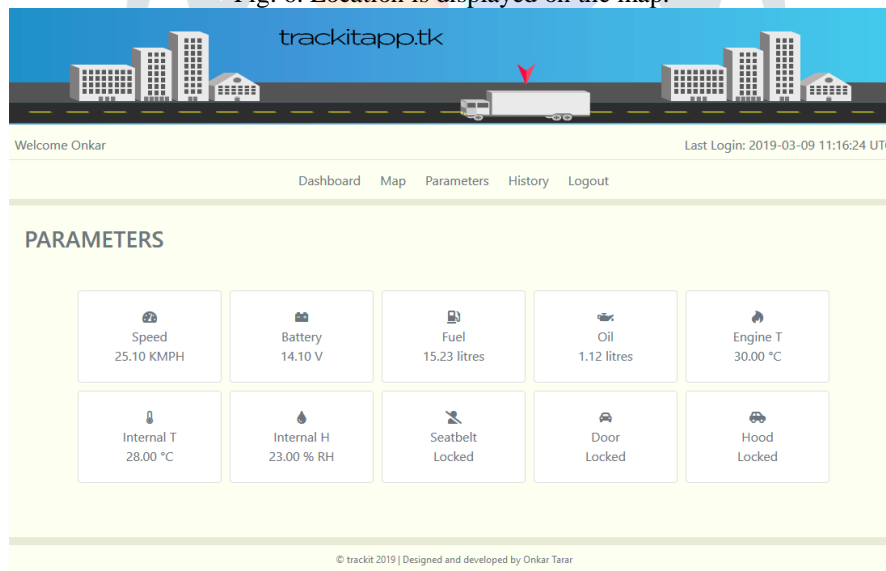 Fig. 6. Location is displayed on the map.
trackitapp.tk
Welcome Onkar
Last Login: 2019-03-09 11:16:24 UTC
Dashboard Map Parameters History Logout
PARAMETERS
Speed
25.10 KMPH
Battery
14.10 V
Fuel
15.23 litres
Oil
1.12 litres
Engine T
30.00 °C
Internal T
28.00 °C
Internal H
23.00 % RH
Seatbelt
Locked
Door
Locked
Hood
Locked
© trackit 2019 | Designed and developed by Onkar Tarar